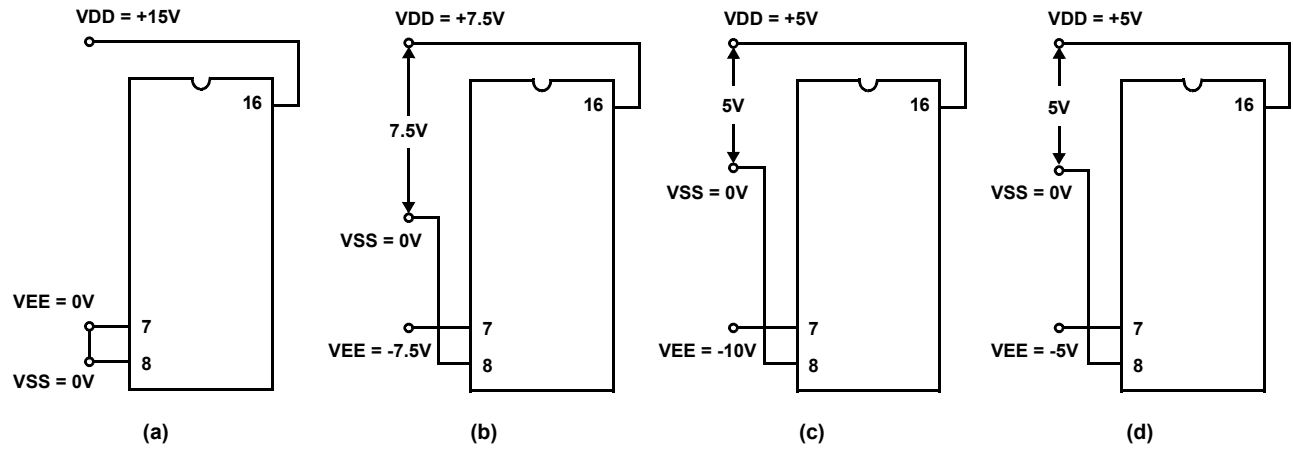 VDD = +15V
16
VEE = 0V
7
8
VSS = 0V
(a)
VDD = +7.5V
7.5V
16
VSS = 0V
7
VEE = -7.5V
8
(b)
VDD = +5V
5V
16
VSS = 0V
7
VEE = -10V
8
(c)
VDD = +5V
5V
16
VSS = 0V
7
VEE = -5V
8
(d)